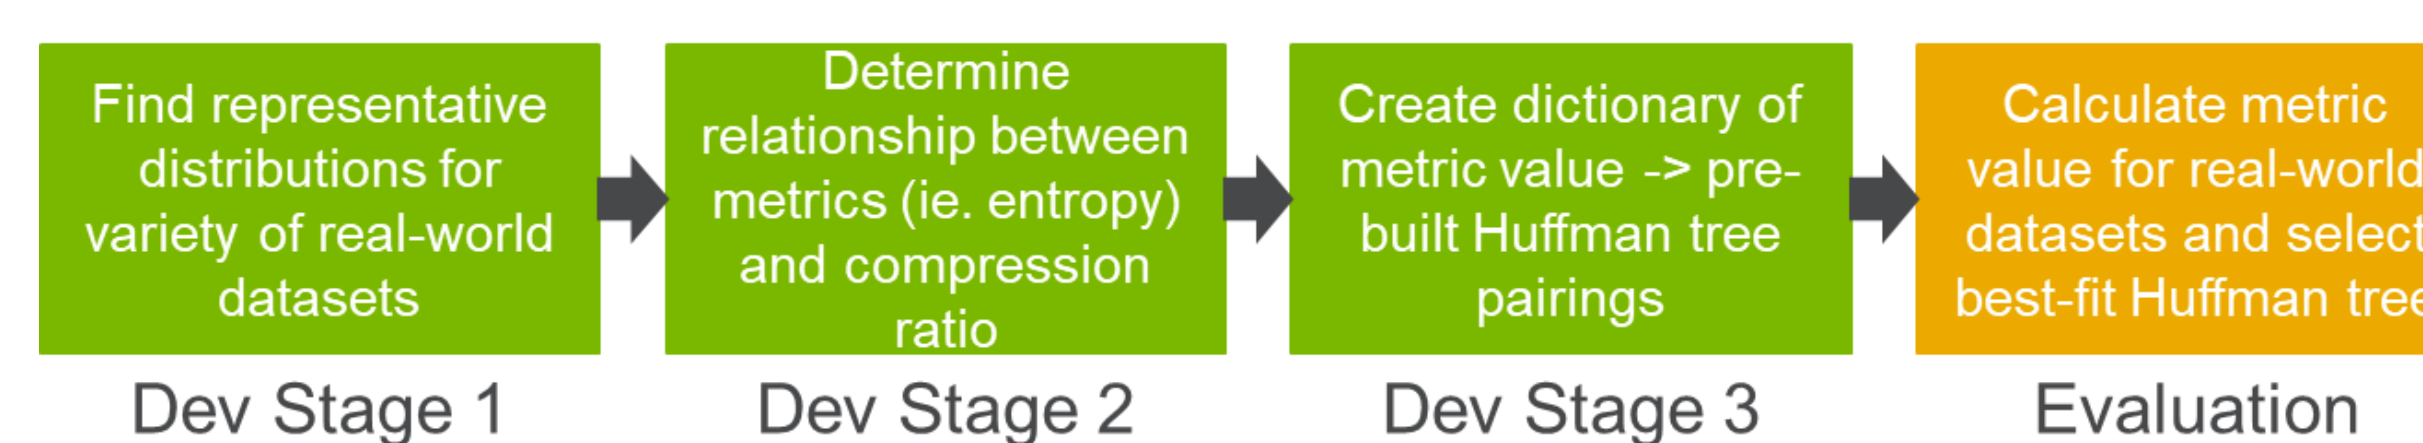 Find representative
distributions for
variety of real-world
datasets
Dev Stage 1
Determine
relationship between
metrics (ie. entropy)
and compression
ratio
Dev Stage 2
Create dictionary of
metric value -> pre-
built Huffman tree
pairings
Dev Stage 3
Calculate metric
value for real-world
datasets and select
best-fit Huffman tree
Evaluation